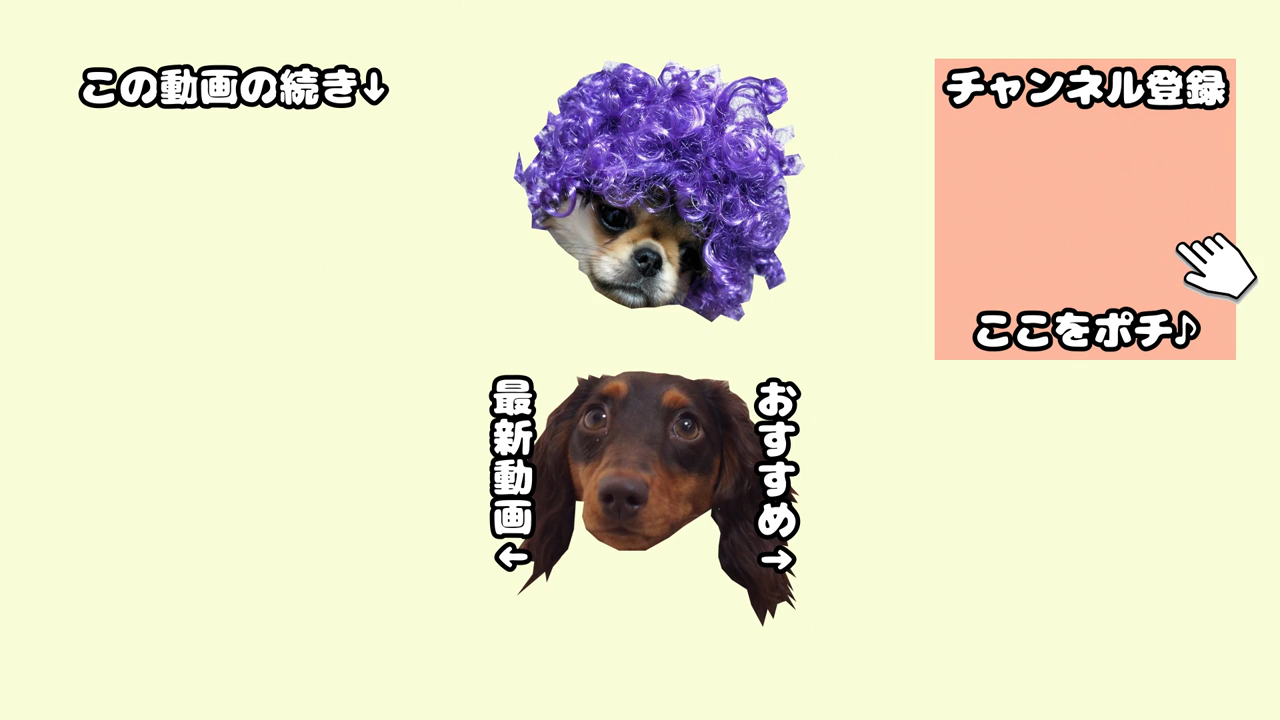 この動画の続き↓
チャンネル登録
ここをポチ♪
最新動画←
おすすめ→